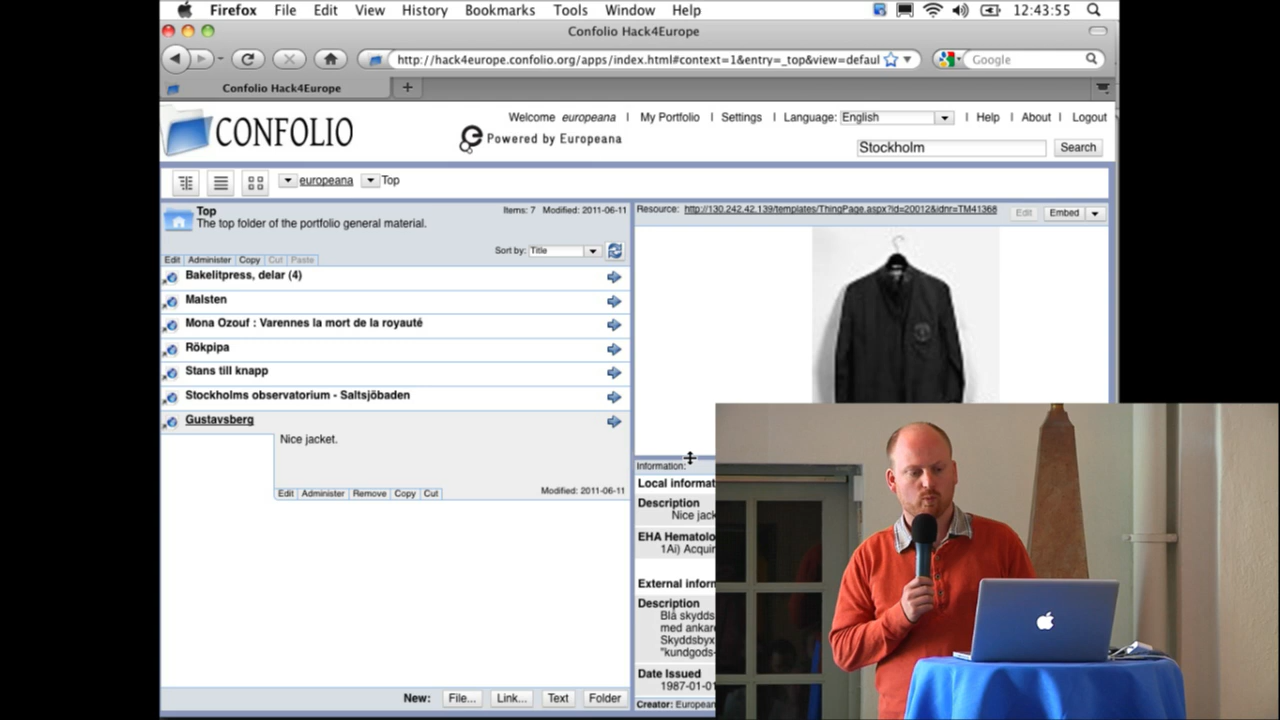 Firefox File Edit View History Bookmarks Tools Window Help 12:43:55
Confolio Hack4Europe
http://hack4europe.confolio.org/apps/index.html#context=1&entry=_top&view=defaul
Google
Confolio Hack4Europe
CONFOLIO
Powered by Europeana
Welcome europeana | My Portfolio | Settings | Language: English | Help | About | Logout
Stockholm Search
europeana Top
Top
The top folder of the portfolio general material.
Items: 7 Modified: 2011-06-11
Sort by: Title
Edit Administer Copy Cut Paste
Bakelitpress, delar (4)
Malsten
Mona Ozouf : Varennes la mort de la royauté
Rökpipa
Stans till knapp
Stockholms observatorium - Saltsjöbaden
Gustavsberg
Nice jacket.
Edit Administer Remove Copy Cut
Modified: 2011-06-11
New: File... Link... Text Folder
Resource: http://130.242.42.139/templates/ThingPage.aspx?id=20012&idnr=TM41368
Edit Embed
Information:
Local informat
Description
Nice jack
EHA Hematolo
1Ai) Acquir
External inforn
Description
Blå skydds
med ankare
Skyddsbyx
"kundgods-
Date Issued
1987-01-01
Creator: European